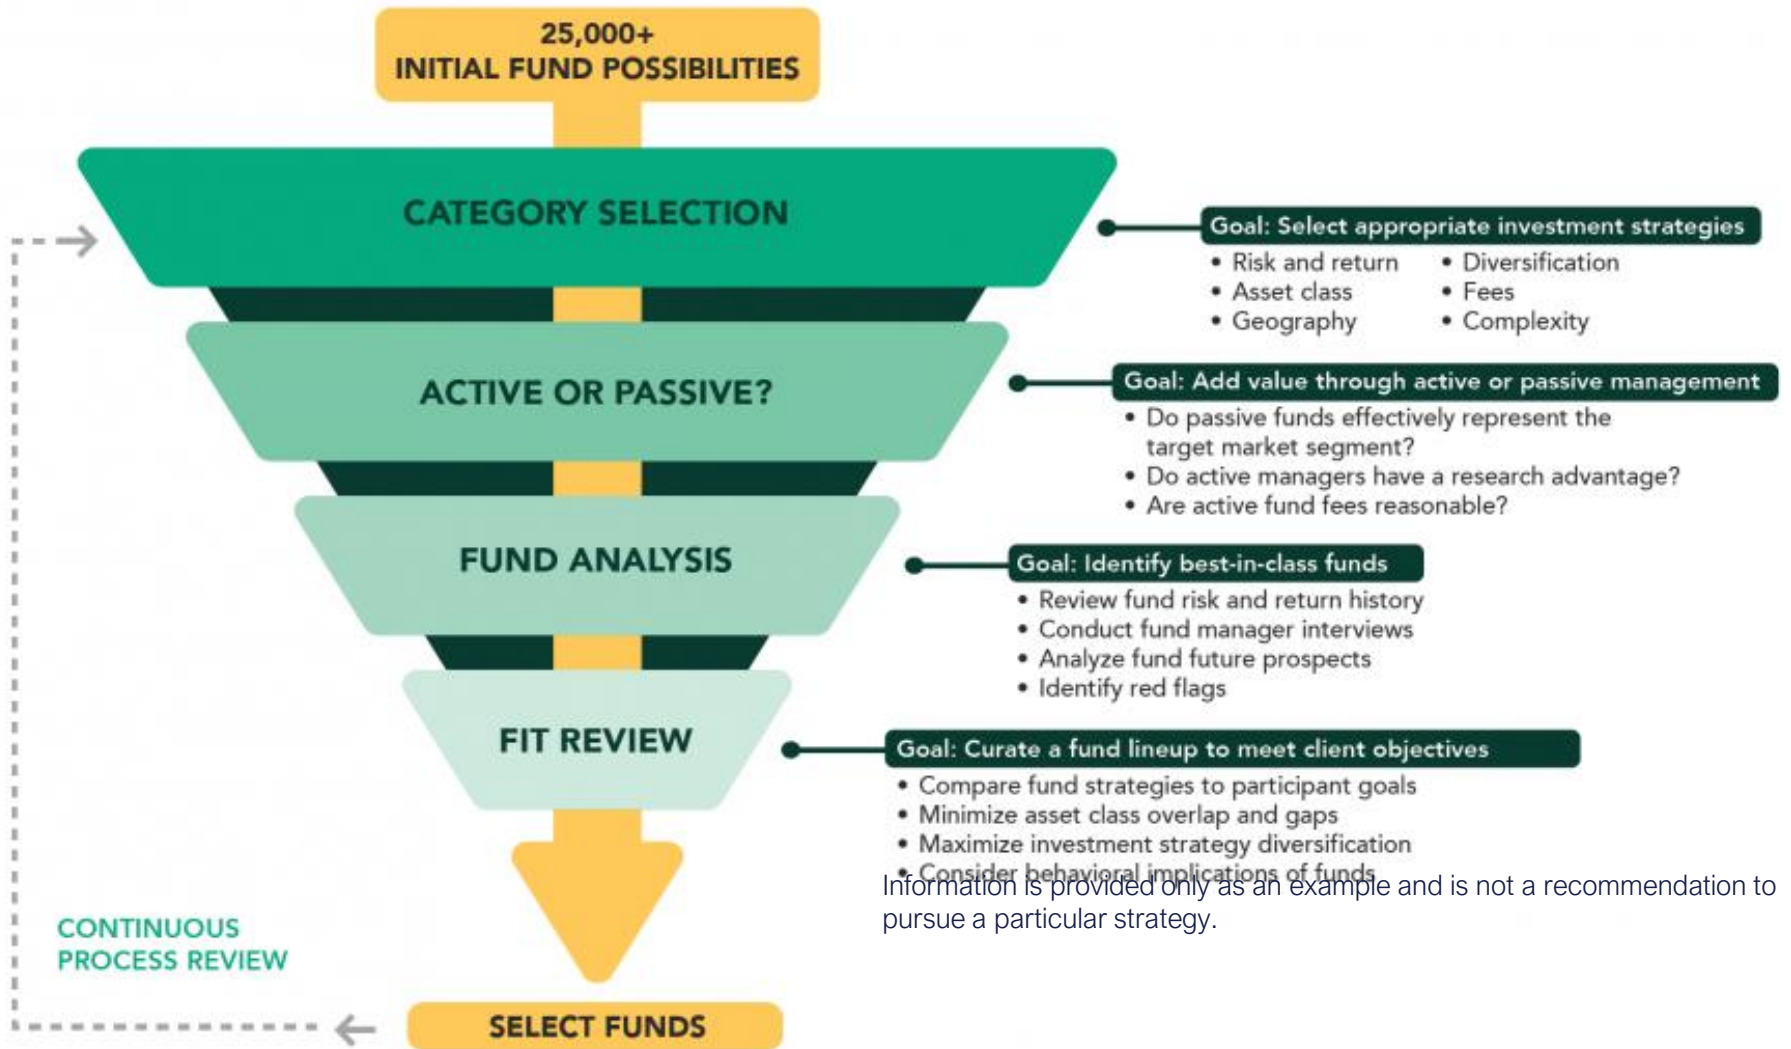 25,000+
INITIAL FUND POSSIBILITIES
CATEGORY SELECTION
Goal: Select appropriate investment strategies
• Risk and return
• Asset class
• Geography
• Diversification
• Fees
• Complexity
ACTIVE OR PASSIVE?
Goal: Add value through active or passive management
• Do passive funds effectively represent the
target market segment?
• Do active managers have a research advantage?
• Are active fund fees reasonable?
FUND ANALYSIS
Goal: Identify best-in-class funds
• Review fund risk and return history
• Conduct fund manager interviews
• Analyze fund future prospects
• Identify red flags
FIT REVIEW
Goal: Curate a fund lineup to meet client objectives
• Compare fund strategies to participant goals
• Minimize asset class overlap and gaps
• Maximize investment strategy diversification
• Consider behavioral implications of funds
Information is provided only as an example and is not a recommendation to
pursue a particular strategy.
CONTINUOUS
PROCESS REVIEW
SELECT FUNDS